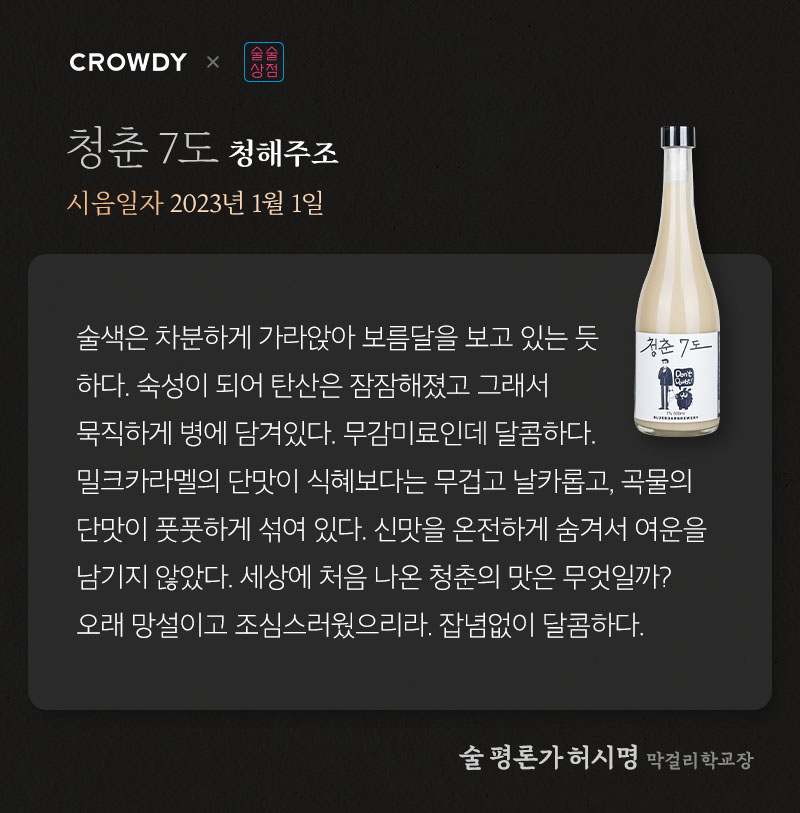 CROWDY × 술술상점
청춘 7도 청해주조
시음일자 2023년 1월 1일
술색은 차분하게 가라앉아 보름달을 보고 있는 듯
하다. 숙성이 되어 탄산은 잠잠해졌고 그래서
묵직하게 병에 담겨있다. 무감미료인데 달콤하다.
밀크카라멜의 단맛이 식혜보다는 무겁고 날카롭고, 곡물의
단맛이 풋풋하게 섞여 있다. 신맛을 온전하게 숨겨서 여운을
남기지 않았다. 세상에 처음 나온 청춘의 맛은 무엇일까?
오래 망설이고 조심스러웠으리라. 잡념없이 달콤하다.
청춘 7도
Don't
7% 500ml
술 평론가 허시명 막걸리학교장